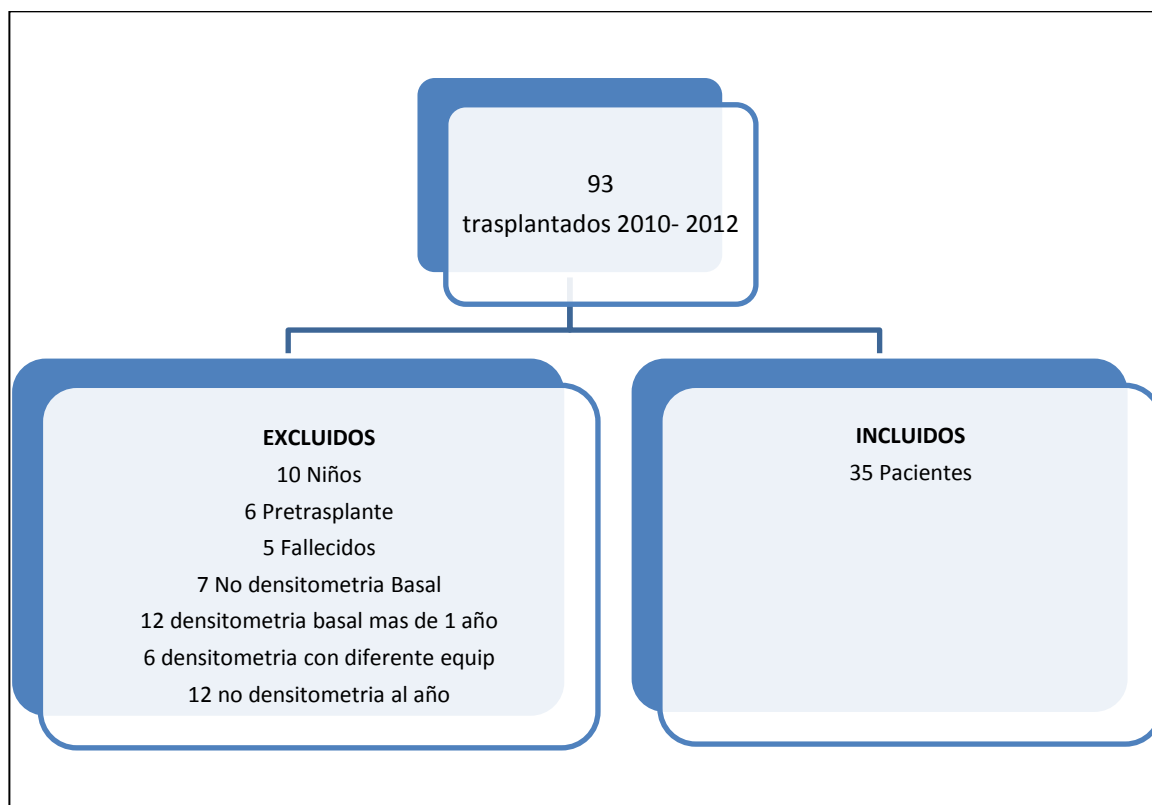 93
trasplantados 2010- 2012
EXCLUIDOS
10 Niños
6 Pretrasplante
5 Fallecidos
7 No densitometria Basal
12 densitometria basal mas de 1 año
6 densitometria con diferente equip
12 no densitometria al año
INCLUIDOS
35 Pacientes